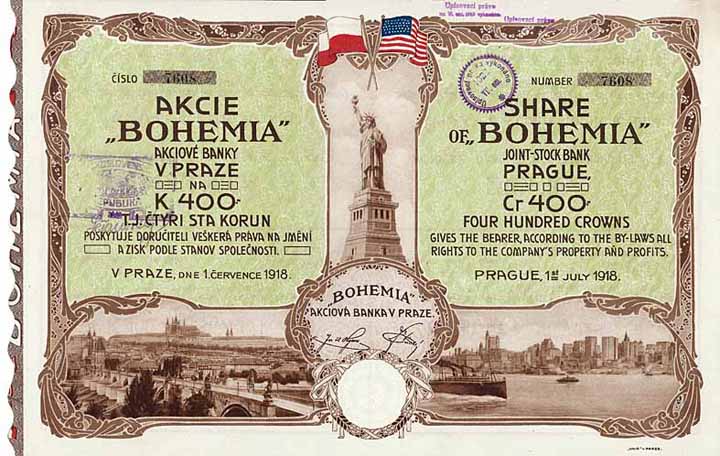 Upisovací právo
Upisovací právo
ČÍSLO 7608
AKCIE
„BOHEMIA"
AKCIOVÉ BANKY
V PRAZE
NA
K 400·-
T.J. ČTYŘI STA KORUN
POSKYTUJE DORUČITELI VEŠKERÁ PRÁVA NA JMĚNÍ
A ZISK PODLE STANOV SPOLEČNOSTI.
V PRAZE, DNE 1. ČERVENCE 1918.
NUMBER 7608
SHARE
OF „BOHEMIA"
JOINT-STOCK BANK
PRAGUE,
Cr 400·-
FOUR HUNDRED CROWNS
GIVES THE BEARER, ACCORDING TO THE BY-LAWS ALL
RIGHTS TO THE COMPANY'S PROPERTY AND PROFITS.
PRAGUE, 1st JULY 1918.
„BOHEMIA"
AKCIOVÁ BANKA V PRAZE.